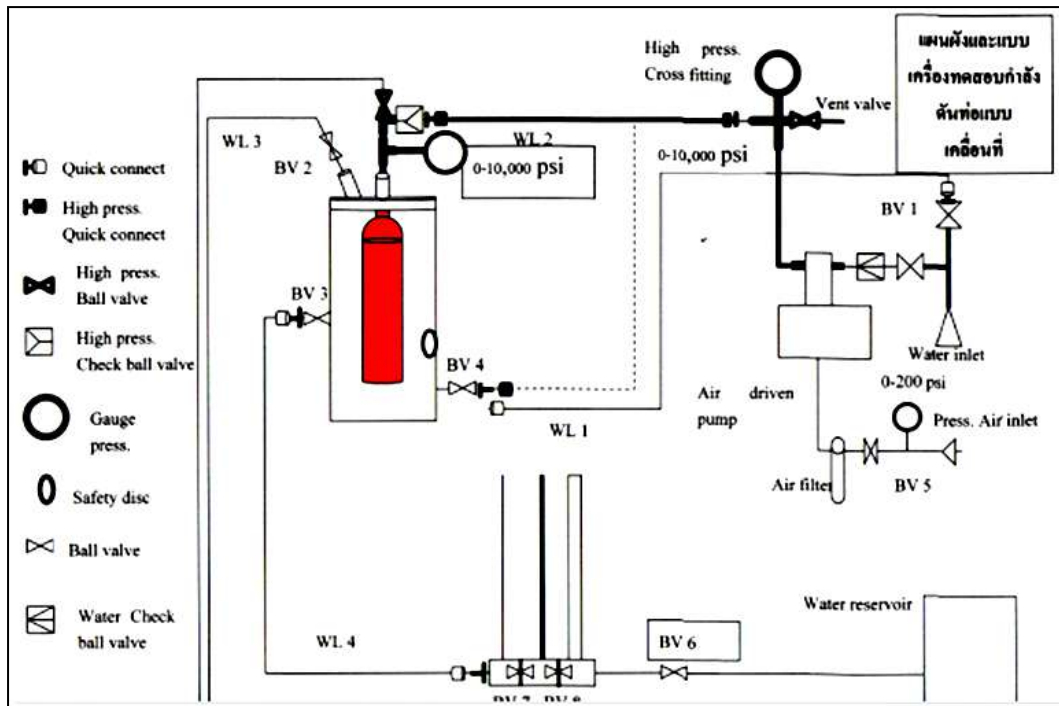 High press.
Cross fitting
แผนผังและแบบ
เครื่องทดสอบกำลัง
ดันท่อแบบ
เคลื่อนที่
Vent valve
WL 3
BV 2
WL 2
0-10,000 psi
0-10,000 psi
BV 1
Quick connect
High press.
Quick connect
High press.
Ball valve
High press.
Check ball valve
Gauge
press.
Safety disc
Ball valve
Water Check
ball valve
BV 3
BV 4
WL 1
Water inlet
0-200 psi
Air driven
pump
Press. Air inlet
Air filter
BV 5
WL 4
BV 6
Water reservoir
BV 7
BV 8